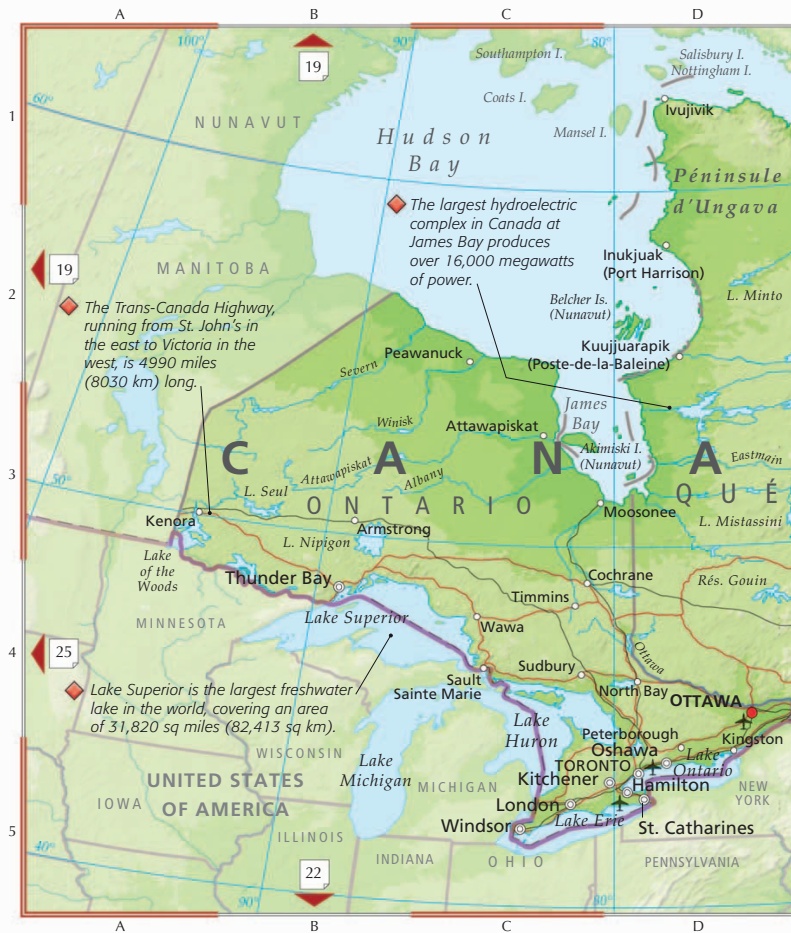 A
B
C
D
100°
90°
80°
19
Southampton I.
Salisbury I.
Nottingham I.
60°
Coats I.
Ivujivik
1
NUNAVUT
Mansel I.
Hudson
Bay
Péninsule
d'Ungava
The largest hydroelectric
complex in Canada at
James Bay produces
over 16,000 megawatts
of power.
19
MANITOBA
Inukjuak
(Port Harrison)
2
L. Minto
Belcher Is.
(Nunavut)
The Trans-Canada Highway,
running from St. John's in
the east to Victoria in the
west, is 4990 miles
(8030 km) long.
Kuujjuarapik
(Poste-de-la-Baleine)
Peawanuck
Severn
James
Bay
Winisk
Attawapiskat
CANA
Akimiski I.
(Nunavut)
Eastmain
3
50°
Attawapiskat
Albany
L. Seul
ONTARIO
QUÉ
Moosonee
Kenora
Armstrong
L. Mistassini
L. Nipigon
Lake
of the
Woods
Thunder Bay
Cochrane
Rés. Gouin
Timmins
MINNESOTA
Lake Superior
Wawa
4
25
Ottawa
Sudbury
Sault
Sainte Marie
North Bay
OTTAWA
Lake Superior is the largest freshwater
lake in the world, covering an area
of 31,820 sq miles (82,413 sq km).
Lake
Huron
Peterborough
Kingston
WISCONSIN
Oshawa
Lake
Ontario
Lake
Michigan
TORONTO
UNITED STATES
OF AMERICA
MICHIGAN
Kitchener
Hamilton
NEW
YORK
IOWA
London
Lake Erie
5
Windsor
St. Catharines
ILLINOIS
40°
INDIANA
OHIO
PENNSYLVANIA
22
90°
80°
A
B
C
D